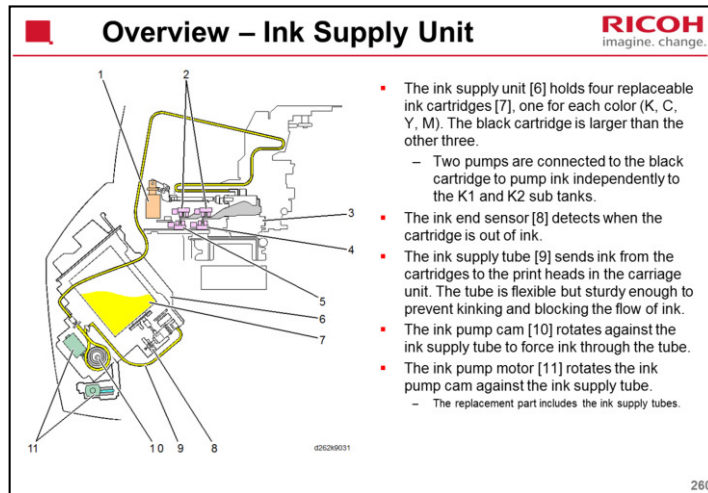 Overview – Ink Supply Unit
RICOH
imagine. change.
1
2
3
4
5
6
7
8
9
10
11
d262k9031
▪ The ink supply unit [6] holds four replaceable
ink cartridges [7], one for each color (K, C,
Y, M). The black cartridge is larger than the
other three.
– Two pumps are connected to the black
cartridge to pump ink independently to
the K1 and K2 sub tanks.
▪ The ink end sensor [8] detects when the
cartridge is out of ink.
▪ The ink supply tube [9] sends ink from the
cartridges to the print heads in the carriage
unit. The tube is flexible but sturdy enough to
prevent kinking and blocking the flow of ink.
▪ The ink pump cam [10] rotates against the
ink supply tube to force ink through the tube.
▪ The ink pump motor [11] rotates the ink
pump cam against the ink supply tube.
– The replacement part includes the ink supply tubes.
260